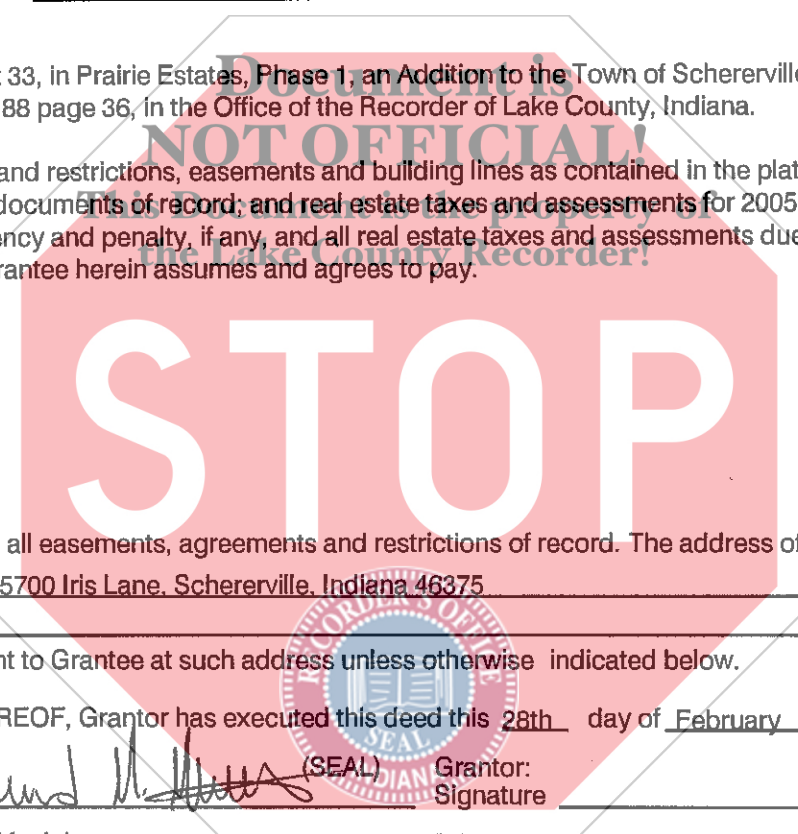 Document is
33, in Prairie Estates, Phase 1, an Addition to the Town of Schererville
88 page 36, in the Office of the Recorder of Lake County, Indiana.
NOT OFFICIAL!
and restrictions, easements and building lines as contained in the plat
This Document is the property of
documents of record; and real estate taxes and assessments for 2005
ency and penalty, if any, and all real estate taxes and assessments due
the Lake County Recorder!
rantee herein assumes and agrees to pay.
STOP
all easements, agreements and restrictions of record. The address of
5700 Iris Lane, Schererville, Indiana 46375
RECORDER'S OFFICE
nt to Grantee at such address unless otherwise indicated below.
REOF, Grantor has executed this deed this 28th day of February
SEAL
(SEAL) Grantor:
INDIANA
Signature